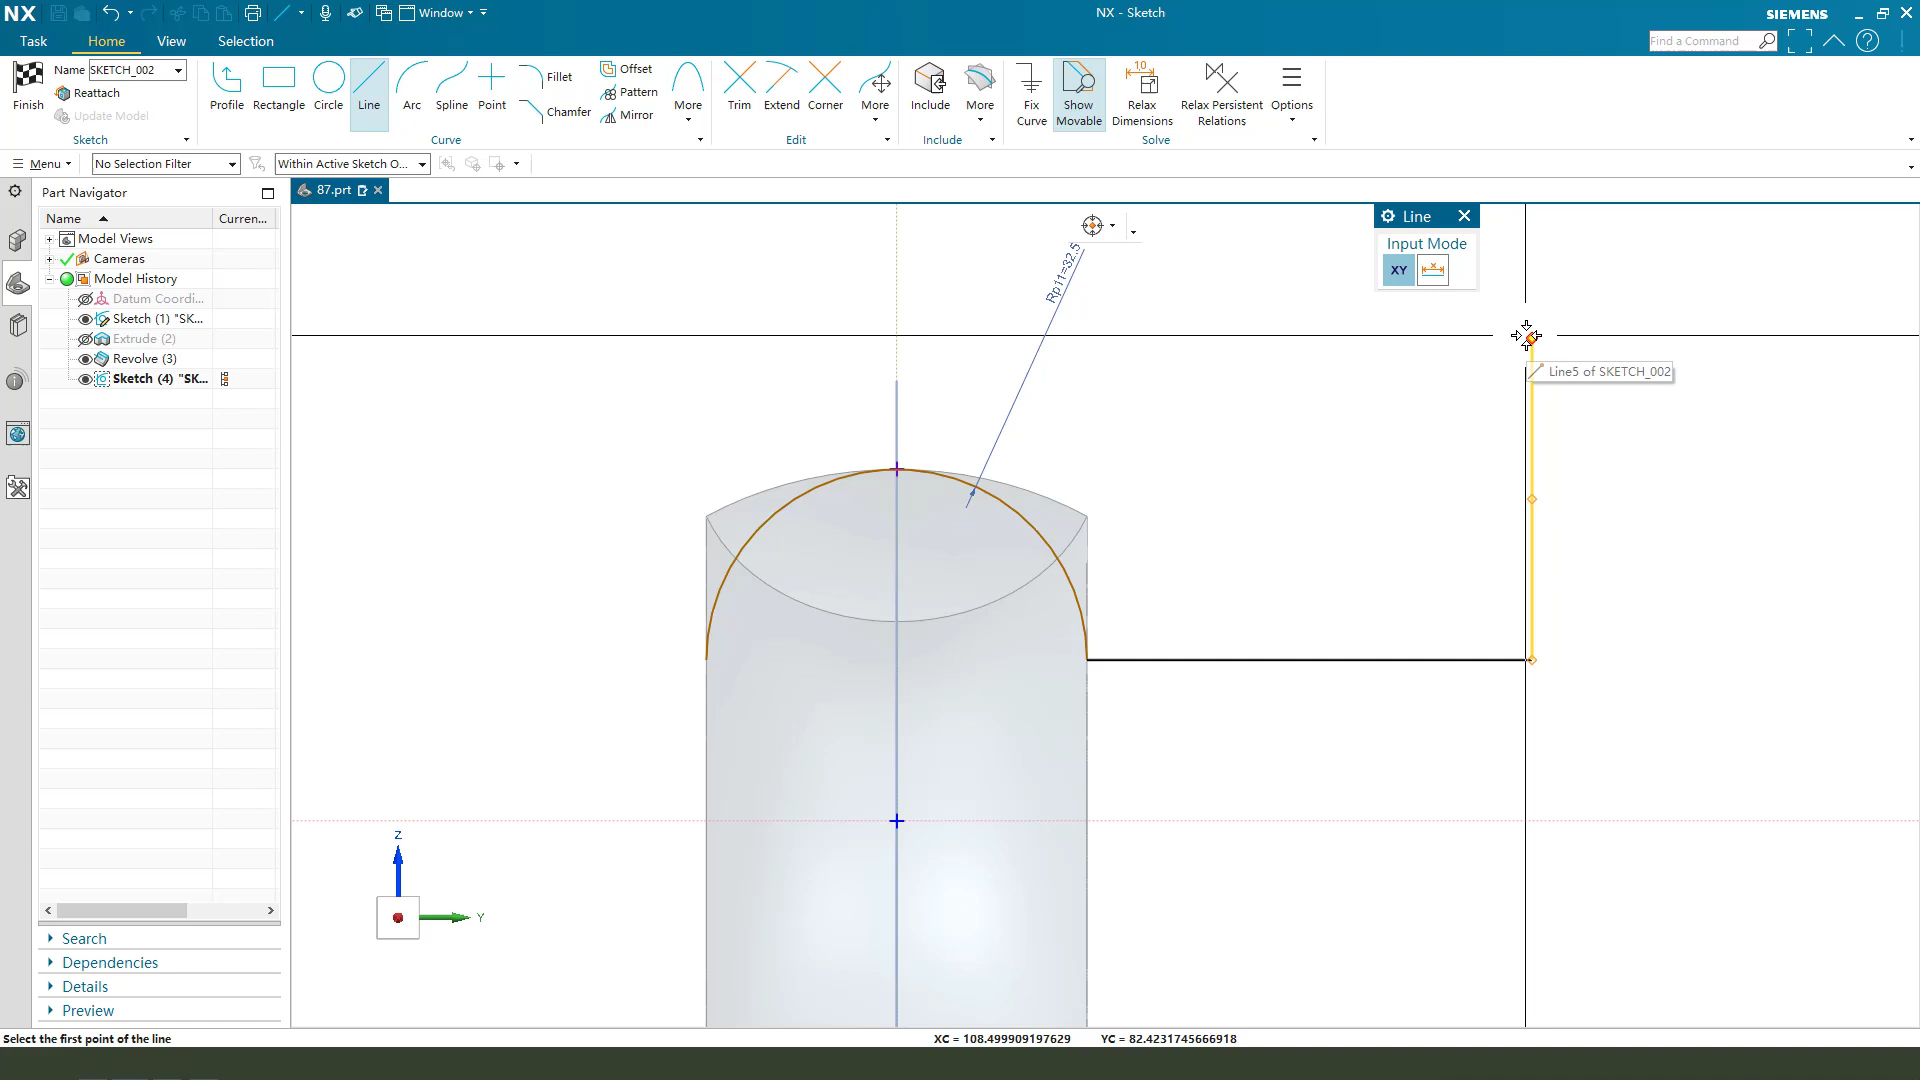 NX
Window
NX - Sketch
SIEMENS
Task
Home
View
Selection
Find a Command
Finish
Name
SKETCH_002
Reattach
Update Model
Sketch
Profile
Rectangle
Circle
Line
Arc
Spline
Point
Fillet
Chamfer
Offset
Pattern
Mirror
More
Curve
Trim
Extend
Corner
More
Edit
Include
More
Include
Fix
Curve
Show
Movable
1,0
Relax
Dimensions
Relax Persistent
Relations
Options
Solve
Menu
No Selection Filter
Within Active Sketch O...
Part Navigator
87.prt
Name
Curren...
Model Views
Cameras
Model History
Datum Coordi...
Sketch (1) "SK...
Extrude (2)
Revolve (3)
Sketch (4) "SK...
Line
Input Mode
XY
Rp11=32.5
Line5 of SKETCH_002
Z
Y
Search
Dependencies
Details
Preview
Select the first point of the line
XC = 108.499909197629
YC = 82.4231745666918